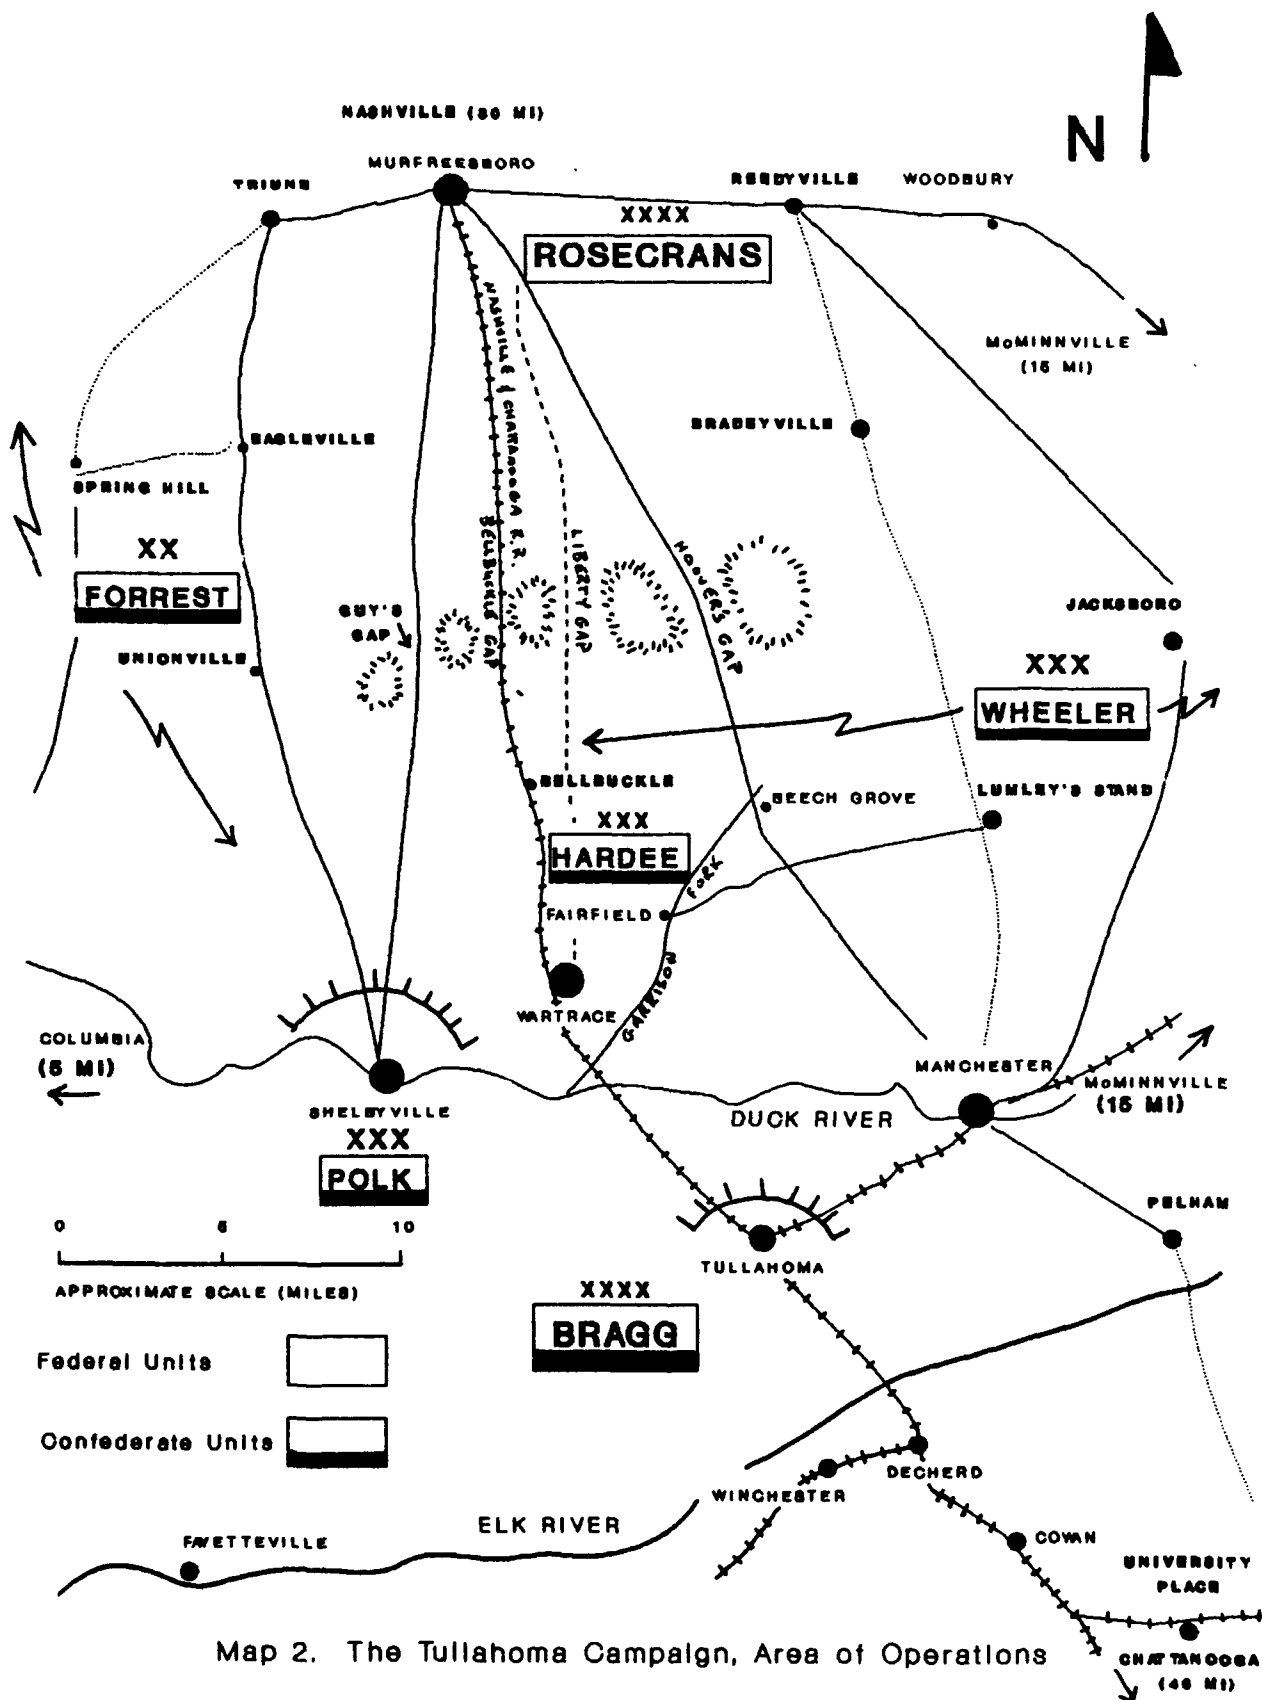 N
NASHVILLE (30 MI)
MURFREESBORO
TRIUNE
READYVILLE
WOODBURY
XXXX
ROSECRANS
NASHVILLE & CHATANOOGA R.R.
McMINNVILLE
(15 MI)
BRADEYVILLE
EAGLEVILLE
SPRING HILL
XX
FORREST
BELLBUCKLE GAP
LIBERTY GAP
HOOVERS GAP
GUY'S
GAP
JACKSBORO
UNIONVILLE
XXX
WHEELER
BELLBUCKLE
BEECH GROVE
LUMLEY'S STAND
XXX
HARDEE
FORK
FAIRFIELD
GARRISON
WARTRACE
COLUMBIA
(5 MI)
MANCHESTER
McMINNVILLE
(15 MI)
SHELBYVILLE
DUCK RIVER
XXX
POLK
PELHAM
0 5 10
APPROXIMATE SCALE (MILES)
TULLAHOMA
XXXX
BRAGG
Federal Units
Confederate Units
DECHERD
WINCHESTER
ELK RIVER
FAYETTEVILLE
COWAN
UNIVERSITY
PLACE
CHATTANOOGA
(40 MI)
Map 2. The Tullahoma Campaign, Area of Operations